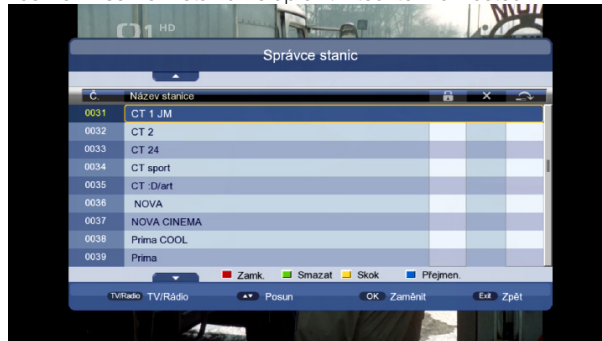 1 HD
Správce stanic
Č. Název stanice
0031 CT 1 JM
0032 CT 2
0033 CT 24
0034 CT sport
0035 CT :D/art
0036 NOVA
0037 NOVA CINEMA
0038 Prima COOL
0039 Prima
Zamk. Smazat Skok Přejmen.
TV/Radio TV/Rádio Posun OK Zaměnit Exit Zpět